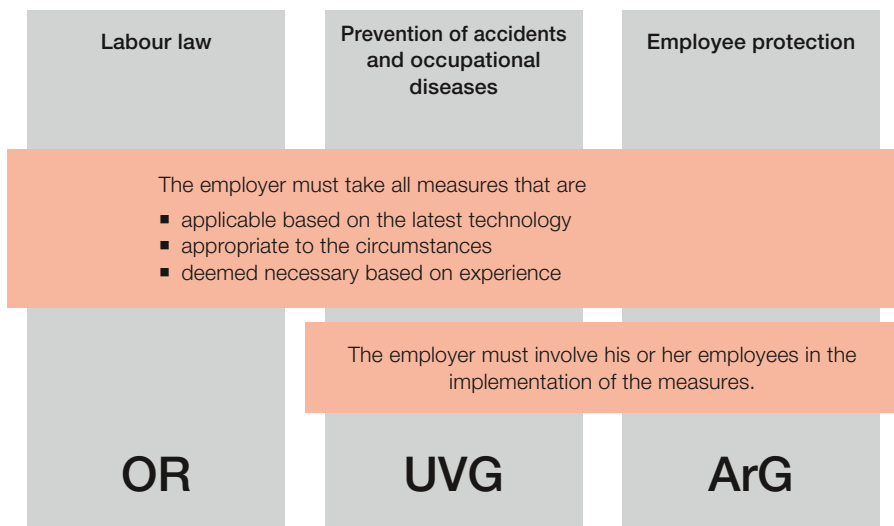 Labour law
Prevention of accidents
and occupational
diseases
Employee protection
The employer must take all measures that are
■ applicable based on the latest technology
■ appropriate to the circumstances
■ deemed necessary based on experience
The employer must involve his or her employees in the
implementation of the measures.
OR
UVG
ArG